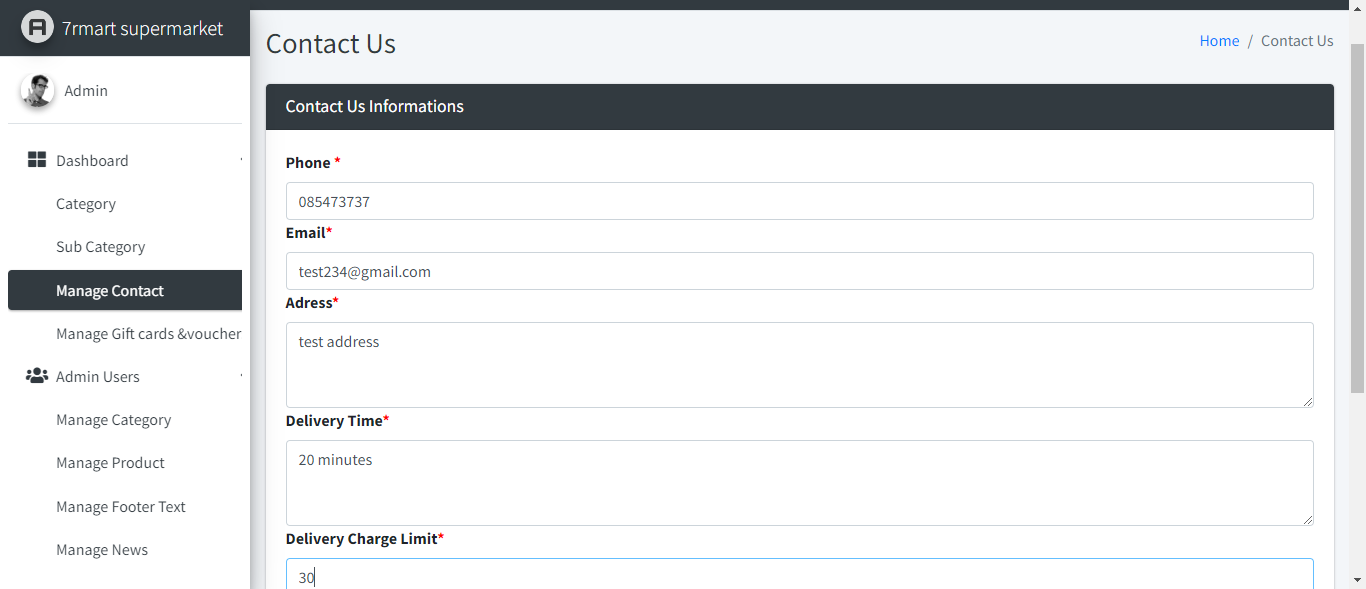 7rmart supermarket
Admin
Dashboard
Category
Sub Category
Manage Contact
Manage Gift cards &voucher
Admin Users
Manage Category
Manage Product
Manage Footer Text
Manage News
Contact Us
Home / Contact Us
Contact Us Informations
Phone *
085473737
Email*
test234@gmail.com
Adress*
test address
Delivery Time*
20 minutes
Delivery Charge Limit*
30